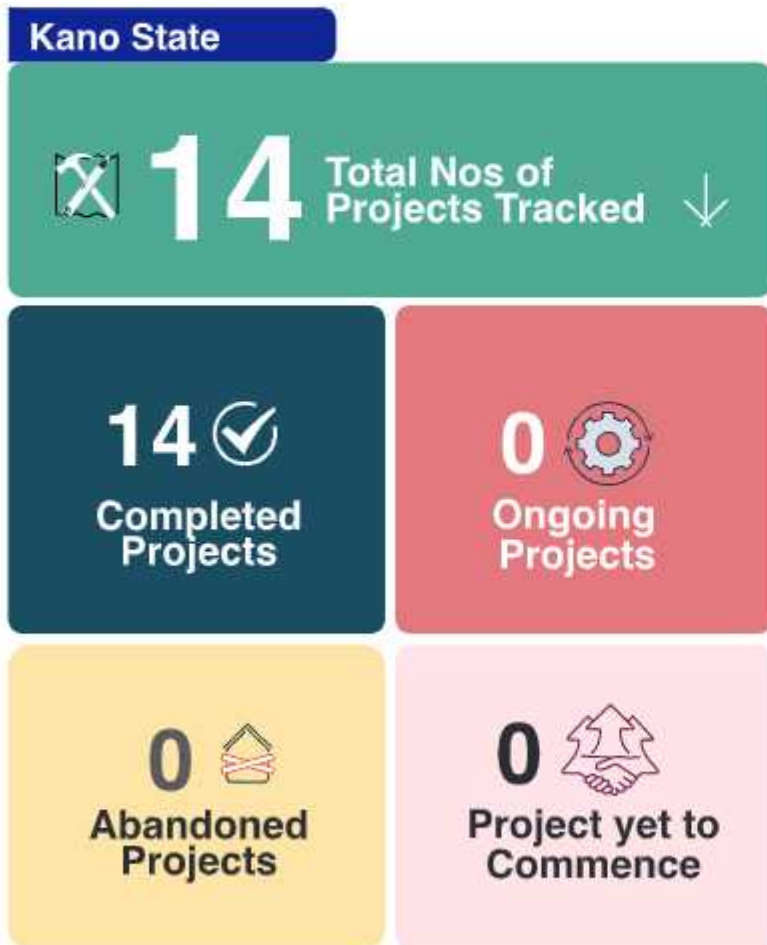 Kano State
14
Total Nos of
Projects Tracked
14
Completed
Projects
0
Ongoing
Projects
0
Abandoned
Projects
0
Project yet to
Commence